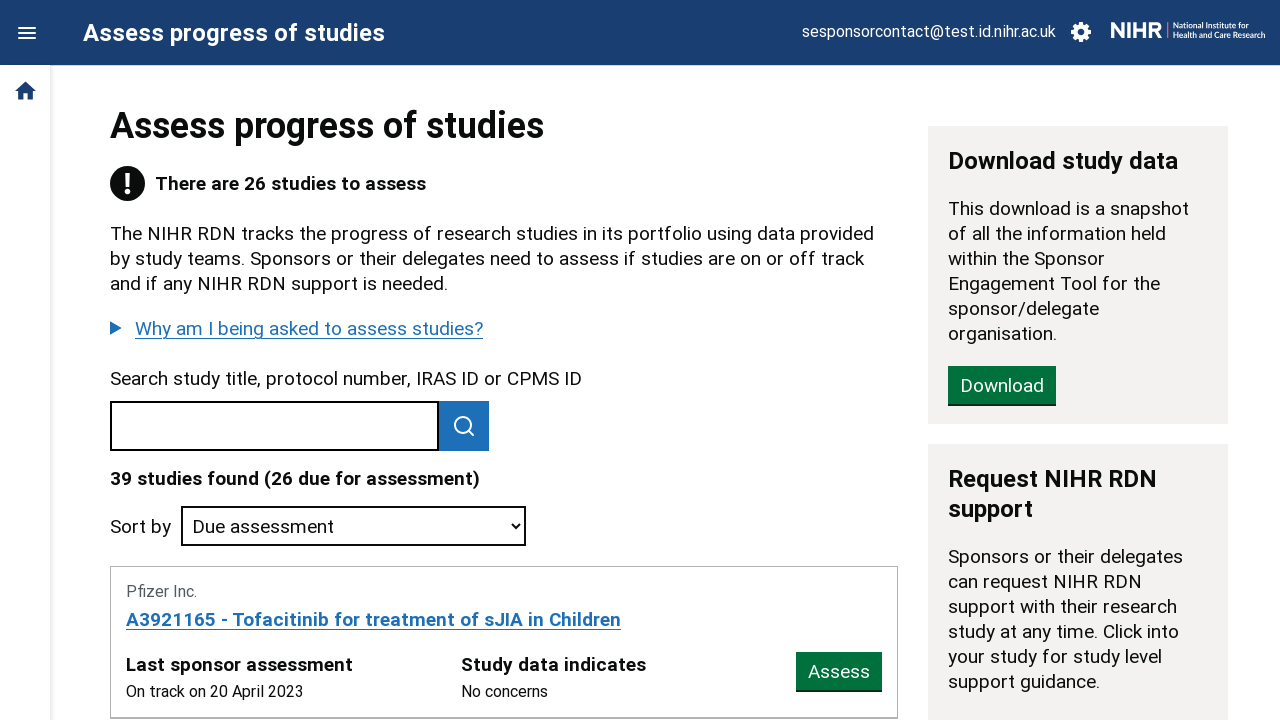 Assess progress of studies
sesponsorcontact@test.id.nihr.ac.uk
NIHR
National Institute for
Health and Care Research
Assess progress of studies
There are 26 studies to assess
The NIHR RDN tracks the progress of research studies in its portfolio using data provided
by study teams. Sponsors or their delegates need to assess if studies are on or off track
and if any NIHR RDN support is needed.
Why am I being asked to assess studies?
Search study title, protocol number, IRAS ID or CPMS ID
39 studies found (26 due for assessment)
Sort by
Due assessment
Pfizer Inc.
A3921165 - Tofacitinib for treatment of sJIA in Children
Last sponsor assessment
On track on 20 April 2023
Study data indicates
No concerns
Assess
Download study data
This download is a snapshot
of all the information held
within the Sponsor
Engagement Tool for the
sponsor/delegate
organisation.
Download
Request NIHR RDN
support
Sponsors or their delegates
can request NIHR RDN
support with their research
study at any time. Click into
your study for study level
support guidance.